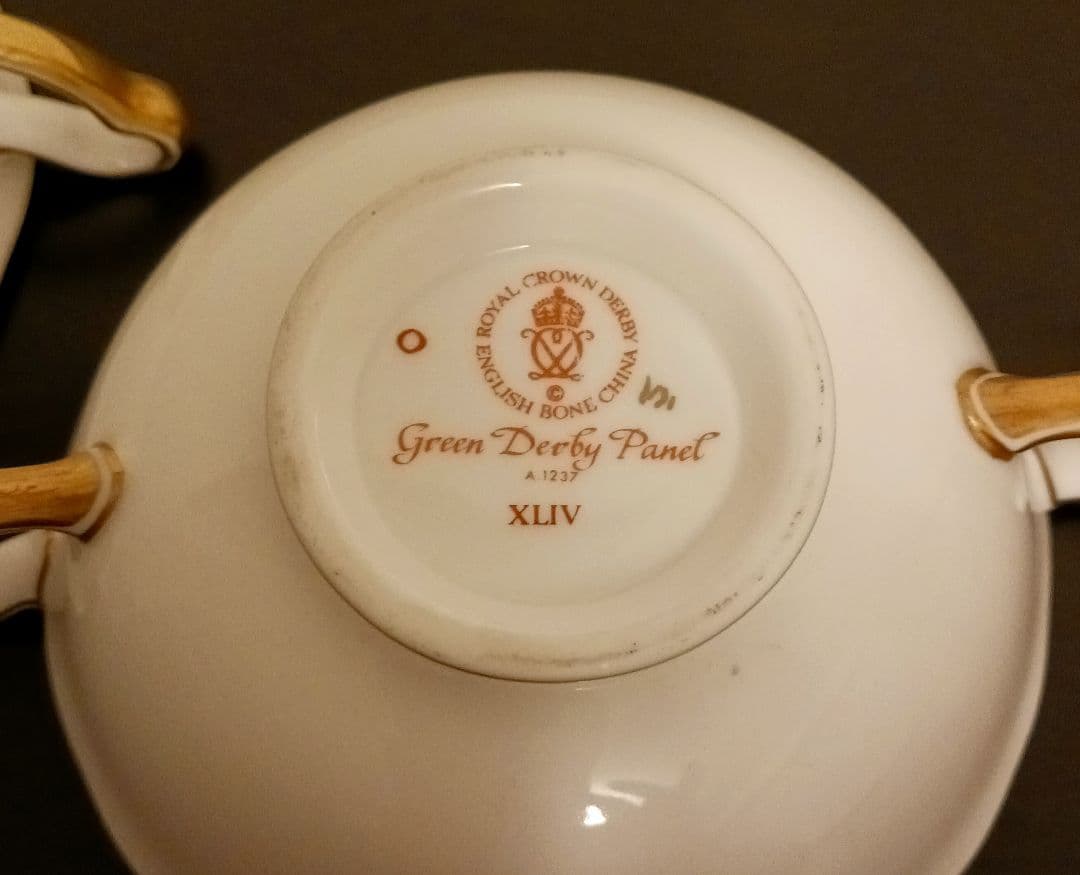 ROYAL CROWN DERBY
ENGLISH BONE CHINA
©
O
Green Derby Panel
A 1237
XLIV